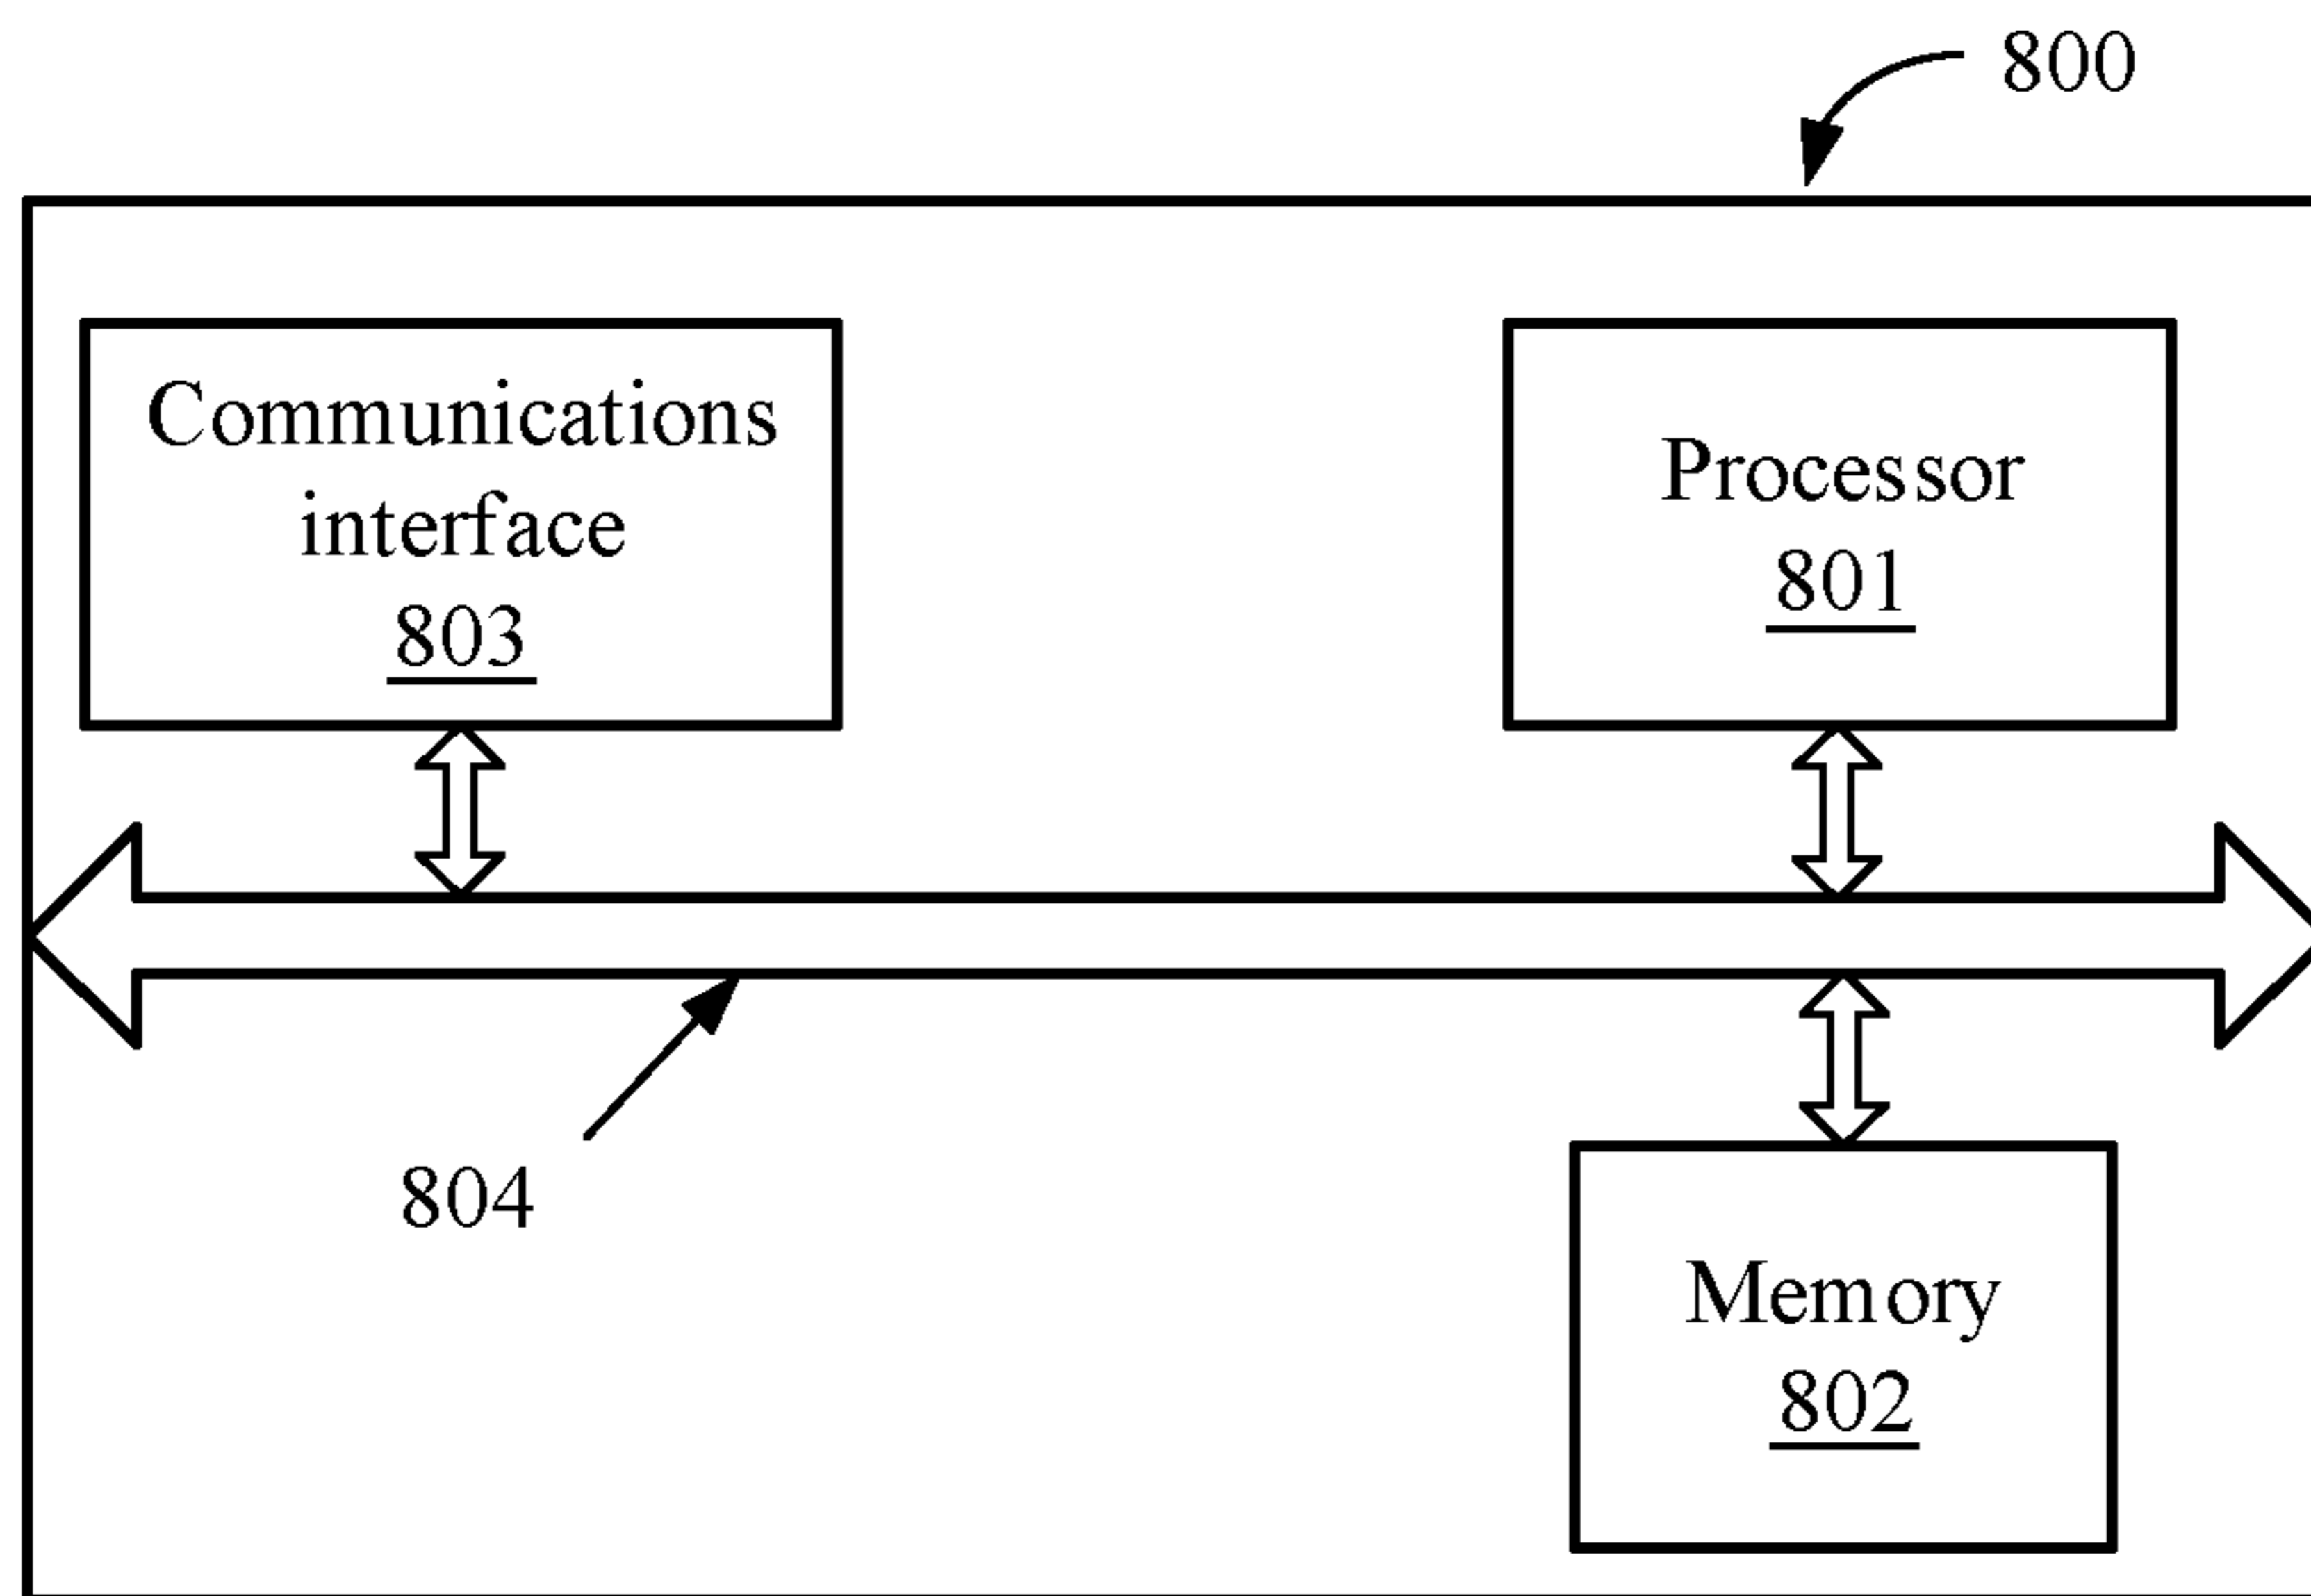 800
Communications
interface
803
Processor
801
804
Memory
802